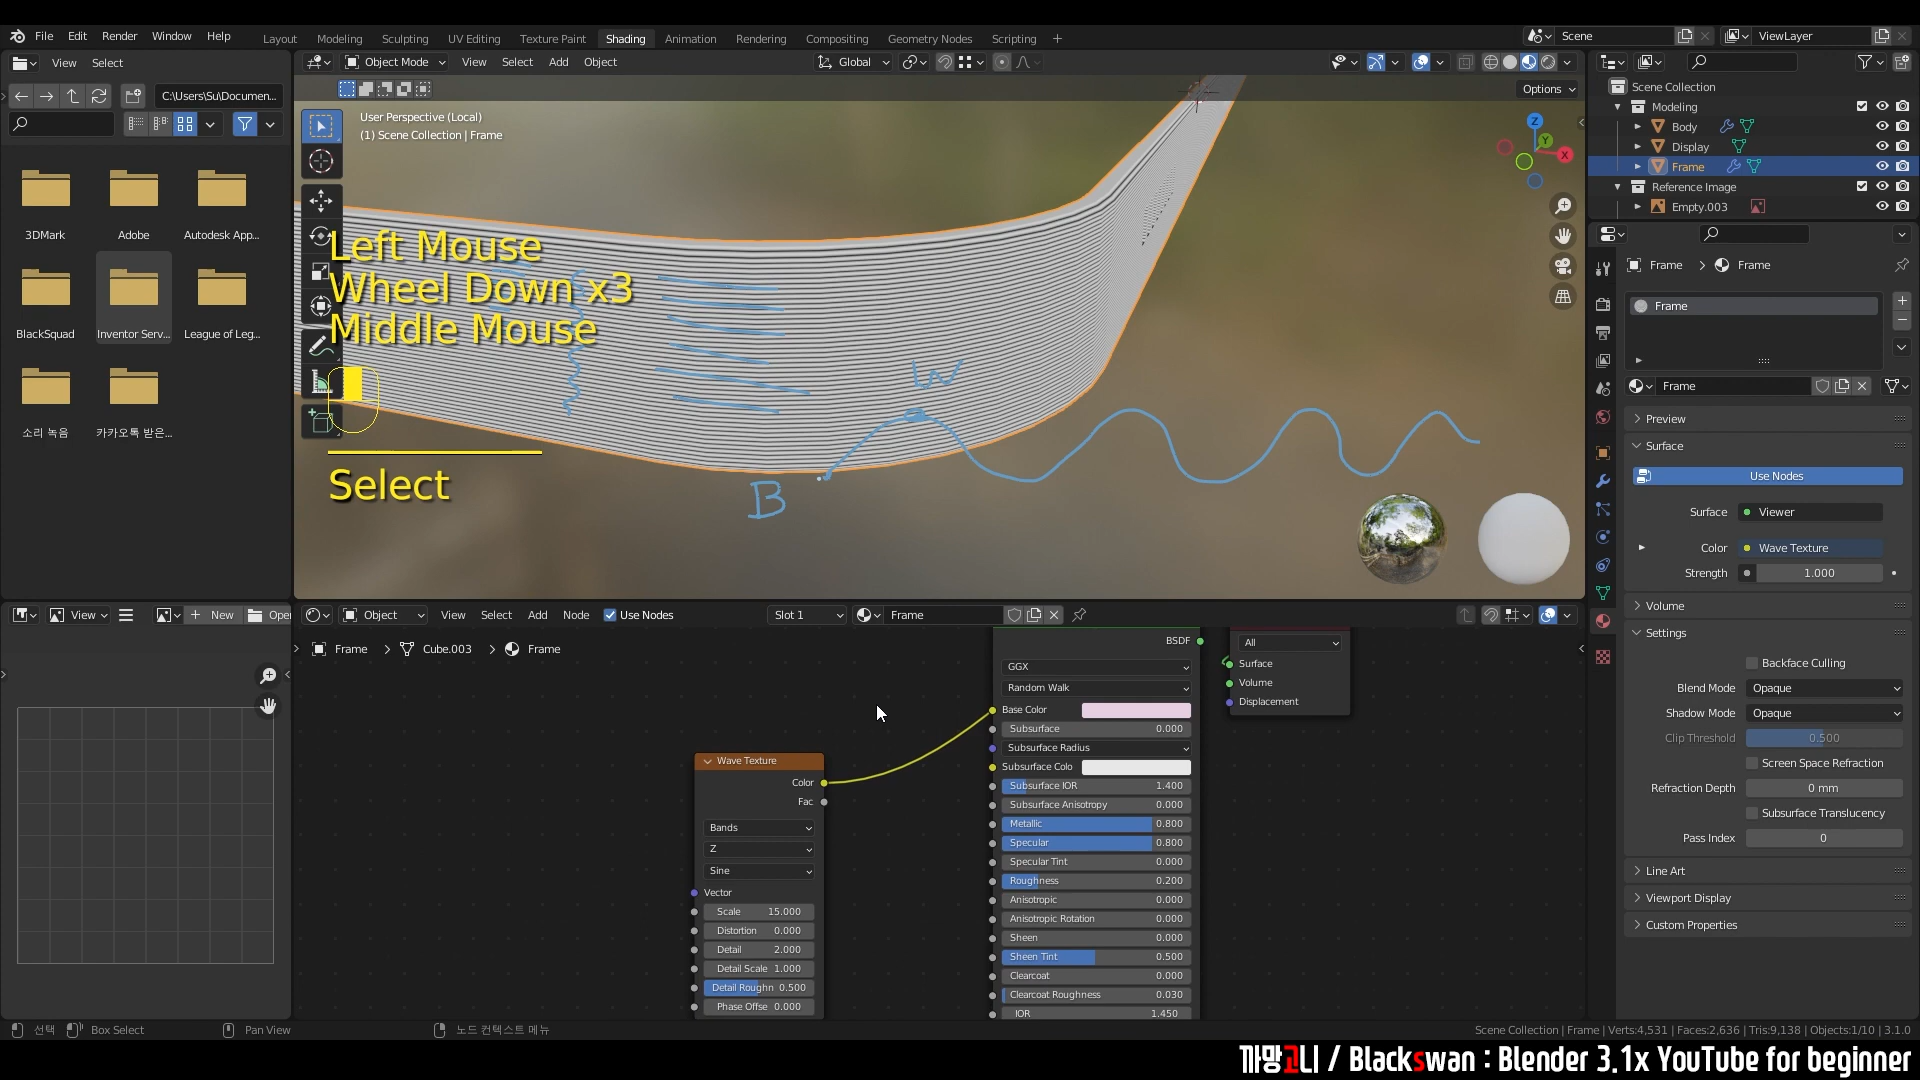 File Edit Render Window Help
Layout Modeling Sculpting UV Editing Texture Paint Shading Animation Rendering Compositing Geometry Nodes Scripting +
Scene
ViewLayer
View Select
Object Mode View Select Add Object
Global
Options
C:\Users\Su\Documen...
3DMark
Adobe
Autodesk App...
BlackSquad
Inventor Serv...
League of Leg...
소리 녹음
카카오톡 받은...
User Perspective (Local)
(1) Scene Collection | Frame
Z
Y
X
Left Mouse
Wheel Down x3
Middle Mouse
Select
W
B
Scene Collection
Modeling
Body
Display
Frame
Reference Image
Empty.003
Frame > Frame
Frame
Frame
Preview
Surface
Use Nodes
Surface Viewer
Color Wave Texture
Strength 1.000
Volume
Settings
Backface Culling
Blend Mode Opaque
Shadow Mode Opaque
Clip Threshold 0.500
Screen Space Refraction
Refraction Depth 0 mm
Subsurface Translucency
Pass Index 0
Line Art
Viewport Display
Custom Properties
View
New
Ope
Object View Select Add Node Use Nodes
Slot 1
Frame
Frame > Cube.003 > Frame
Wave Texture
Color
Fac
Bands
Z
Sine
Vector
Scale 15.000
Distortion 0.000
Detail 2.000
Detail Scale 1.000
Detail Roughn 0.500
Phase Offse 0.000
BSDF
GGX
Random Walk
Base Color
Subsurface 0.000
Subsurface Radius
Subsurface Colo
Subsurface IOR 1.400
Subsurface Anisotropy 0.000
Metallic 0.800
Specular 0.800
Specular Tint 0.000
Roughness 0.200
Anisotropic 0.000
Anisotropic Rotation 0.000
Sheen 0.000
Sheen Tint 0.500
Clearcoat 0.000
Clearcoat Roughness 0.030
IOR 1.450
All
Surface
Volume
Displacement
선택 Box Select Pan View 노드 컨텍스트 메뉴
Scene Collection | Frame | Verts:4,531 | Faces:2,636 | Tris:9,138 | Objects:1/10 | 3.1.0
까망고니 / Blackswan : Blender 3.1x YouTube for beginner